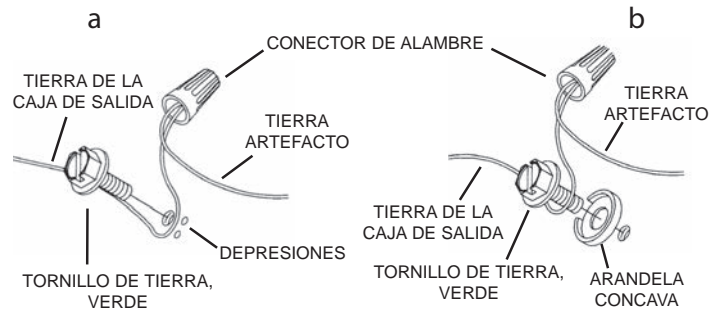 a
b
CONECTOR DE ALAMBRE
TIERRA DE LA
CAJA DE SALIDA
TIERRA
ARTEFACTO
DEPRESIONES
TORNILLO DE TIERRA,
VERDE
TIERRA
ARTEFACTO
TIERRA DE LA
CAJA DE SALIDA
TORNILLO DE TIERRA,
VERDE
ARANDELA
CONCAVA